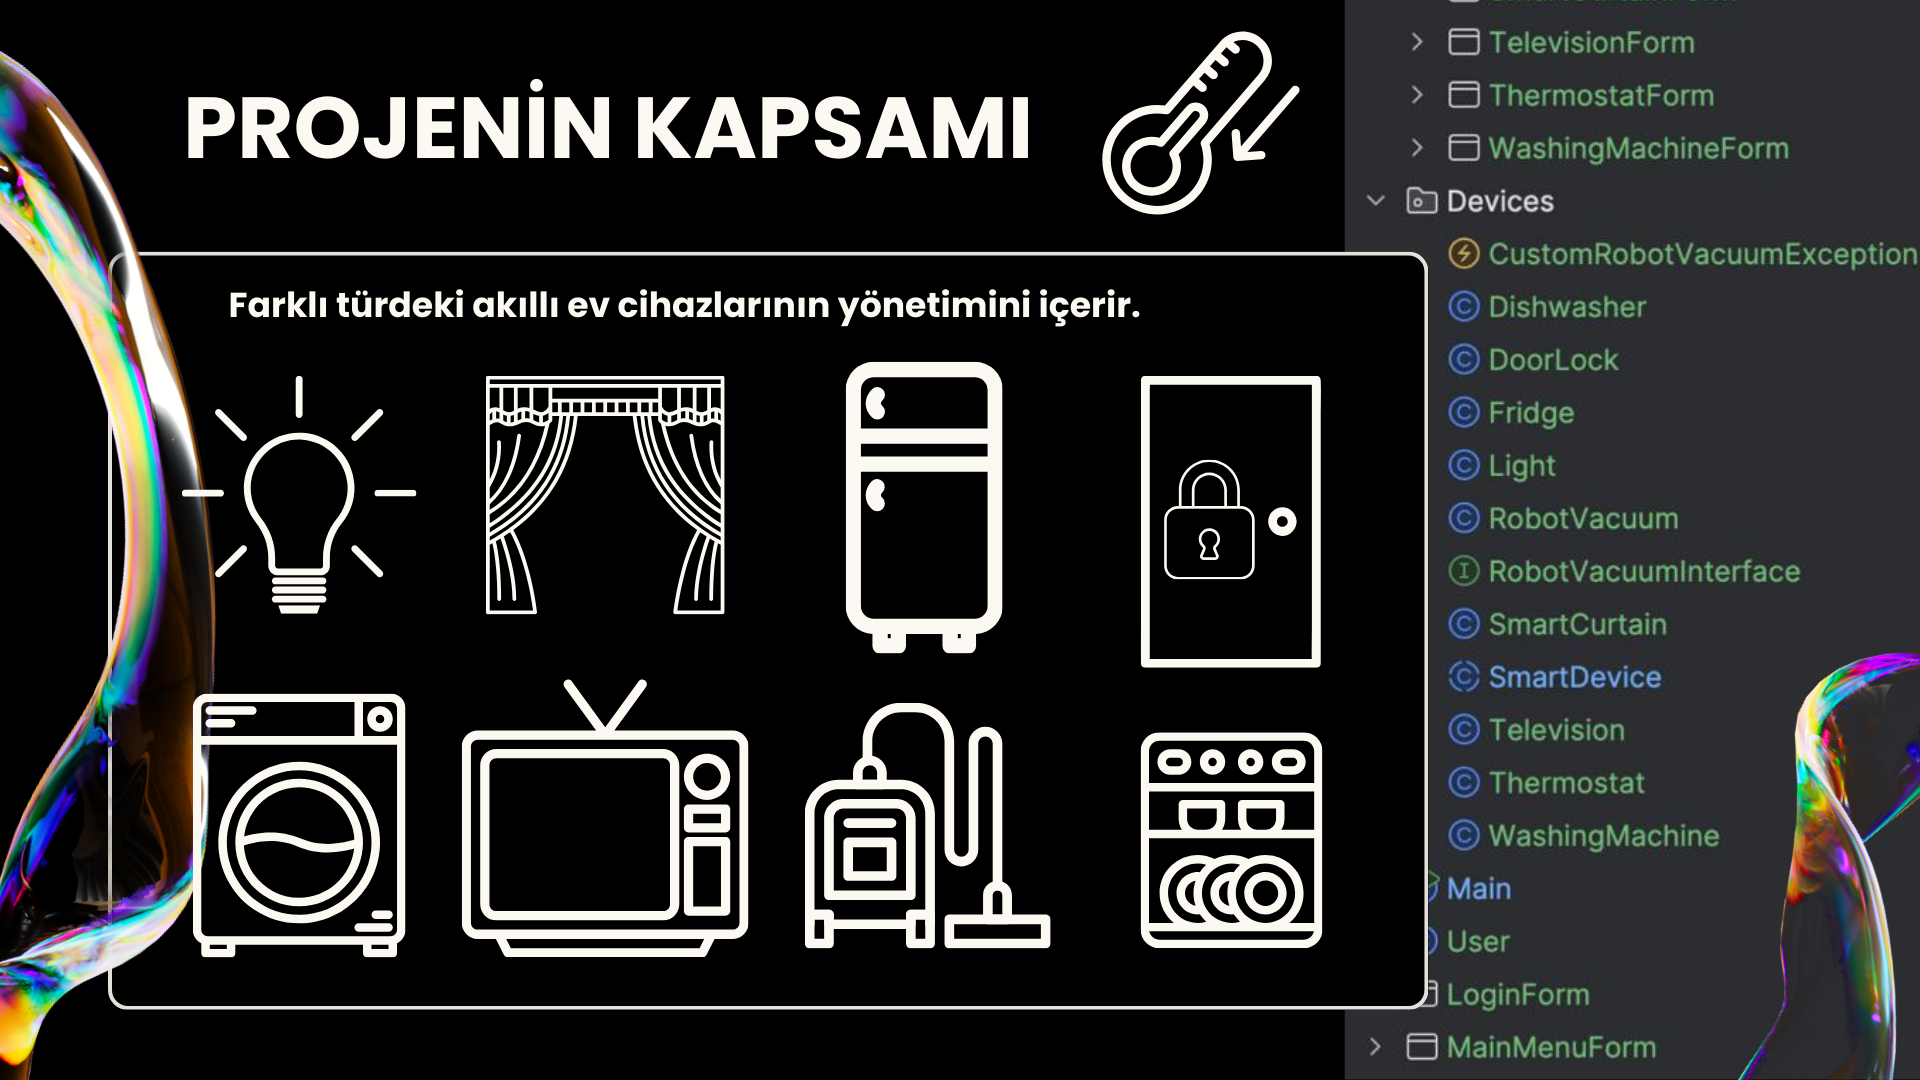 PROJENİN KAPSAMI
Farklı türdeki akıllı ev cihazlarının yönetimini içerir.
TelevisionForm
ThermostatForm
WashingMachineForm
Devices
CustomRobotVacuumException
Dishwasher
DoorLock
Fridge
Light
RobotVacuum
RobotVacuumInterface
SmartCurtain
SmartDevice
Television
Thermostat
WashingMachine
Main
User
LoginForm
MainMenuForm